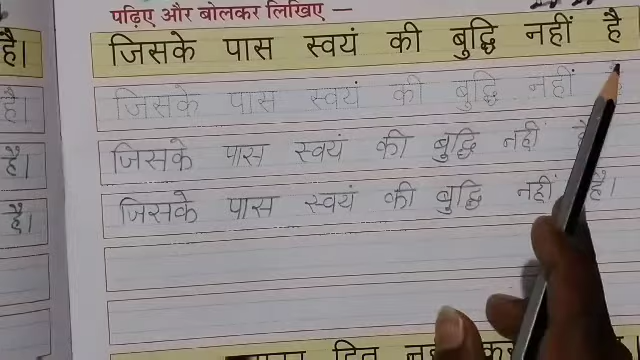 पढ़िए और बोलकर लिखिए —
है। जिसके पास स्वयं की बुद्धि नहीं है
है। जिसके पास स्वयं की बुद्धि नहीं
है। जिसके पास स्वयं की बुद्धि नहीं
है। जिसके पास स्वयं की बुद्धि नहीं है।